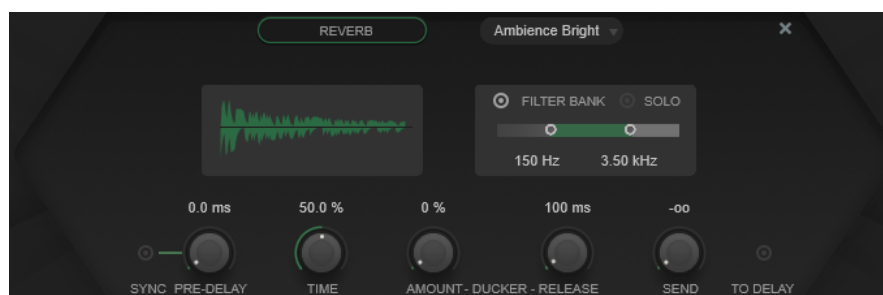 REVERB
Ambience Bright
FILTER BANK SOLO
150 Hz 3.50 kHz
0.0 ms 50.0 % 0 % 100 ms -oo
SYNC PRE-DELAY TIME AMOUNT - DUCKER - RELEASE SEND TO DELAY